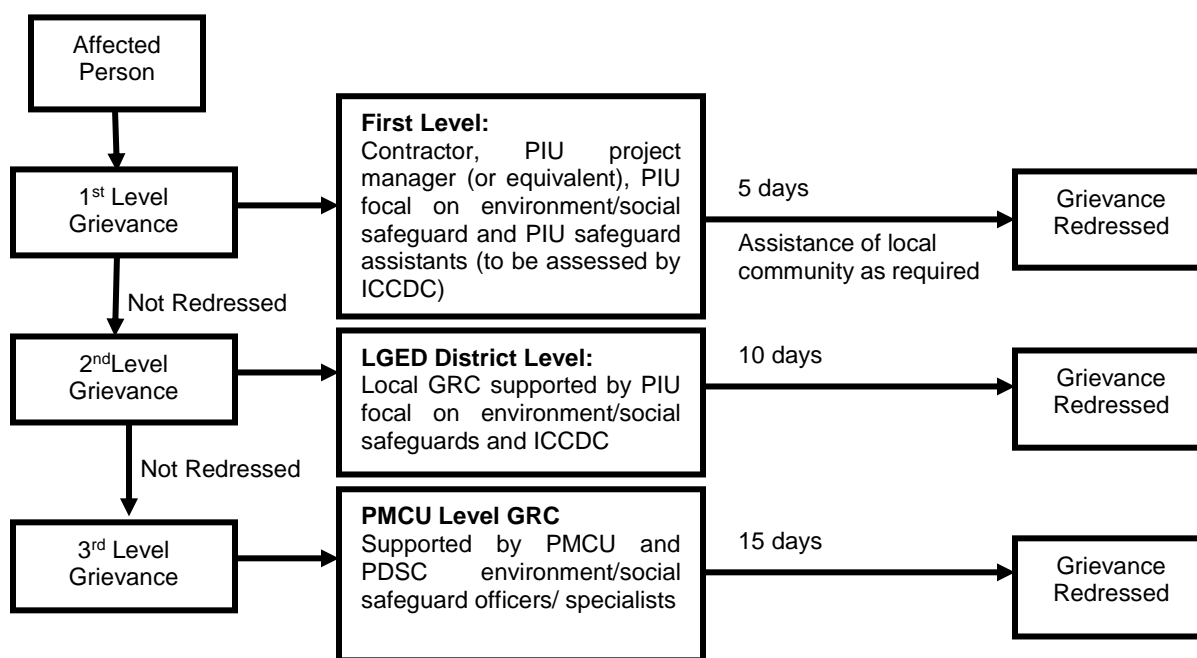 Affected
Person
1st Level
Grievance
First Level:
Contractor, PIU project
manager (or equivalent), PIU
focal on environment/social
safeguard and PIU safeguard
assistants (to be assessed by
ICCDC)
5 days
Assistance of local
community as required
Grievance
Redressed
Not Redressed
2ndLevel
Grievance
LGED District Level:
Local GRC supported by PIU
focal on environment/social
safeguards and ICCDC
10 days
Grievance
Redressed
Not Redressed
3rd Level
Grievance
PMCU Level GRC
Supported by PMCU and
PDSC environment/social
safeguard officers/ specialists
15 days
Grievance
Redressed